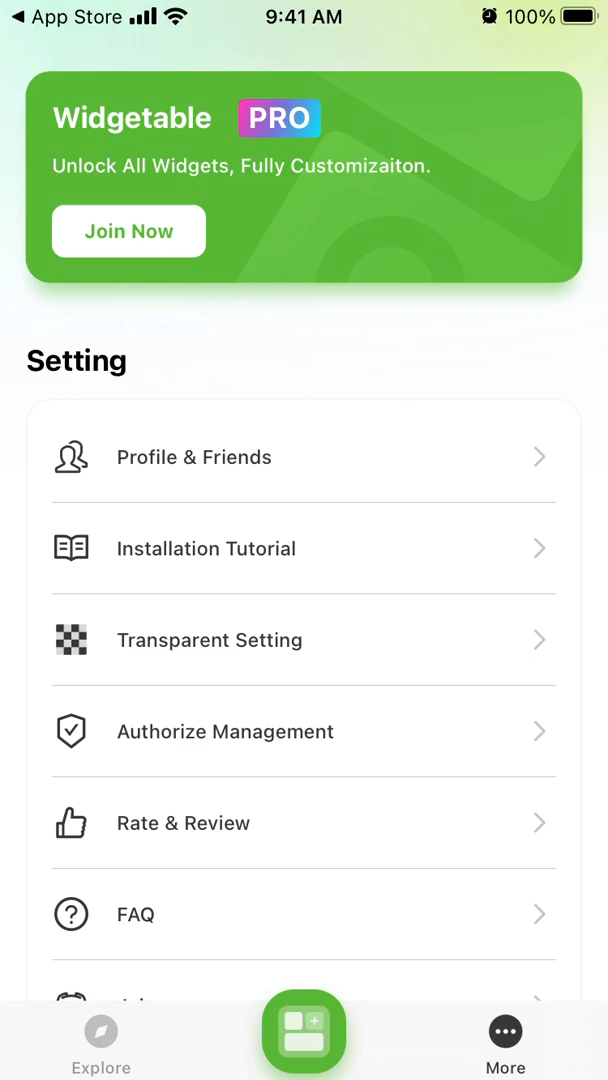 ◀ App Store 9:41 AM 100%
Widgetable PRO
Unlock All Widgets, Fully Customizaiton.
Join Now
Setting
Profile & Friends
Installation Tutorial
Transparent Setting
Authorize Management
Rate & Review
FAQ
Explore
More